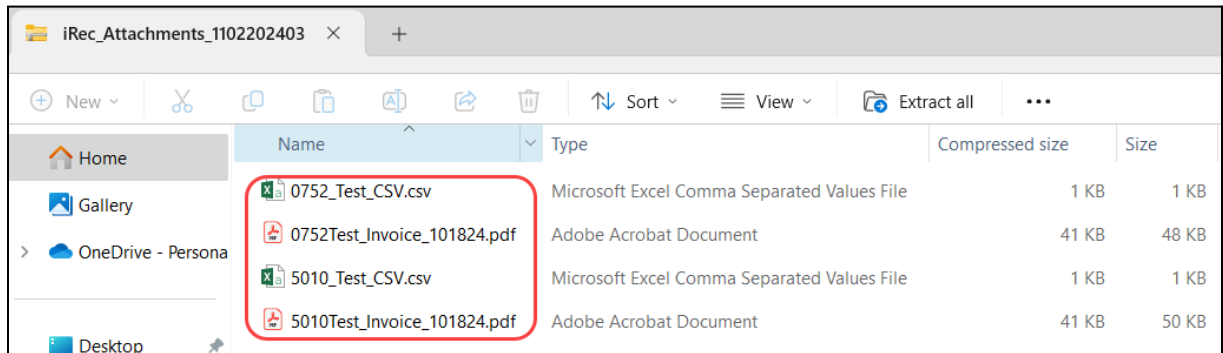 iRec_Attachments_1102202403
New Sort View Extract all
Name Type Compressed size Size
Home
Gallery
OneDrive - Persona
Desktop
0752_Test_CSV.csv Microsoft Excel Comma Separated Values File 1 KB 1 KB
0752Test_Invoice_101824.pdf Adobe Acrobat Document 41 KB 48 KB
5010_Test_CSV.csv Microsoft Excel Comma Separated Values File 1 KB 1 KB
5010Test_Invoice_101824.pdf Adobe Acrobat Document 41 KB 50 KB